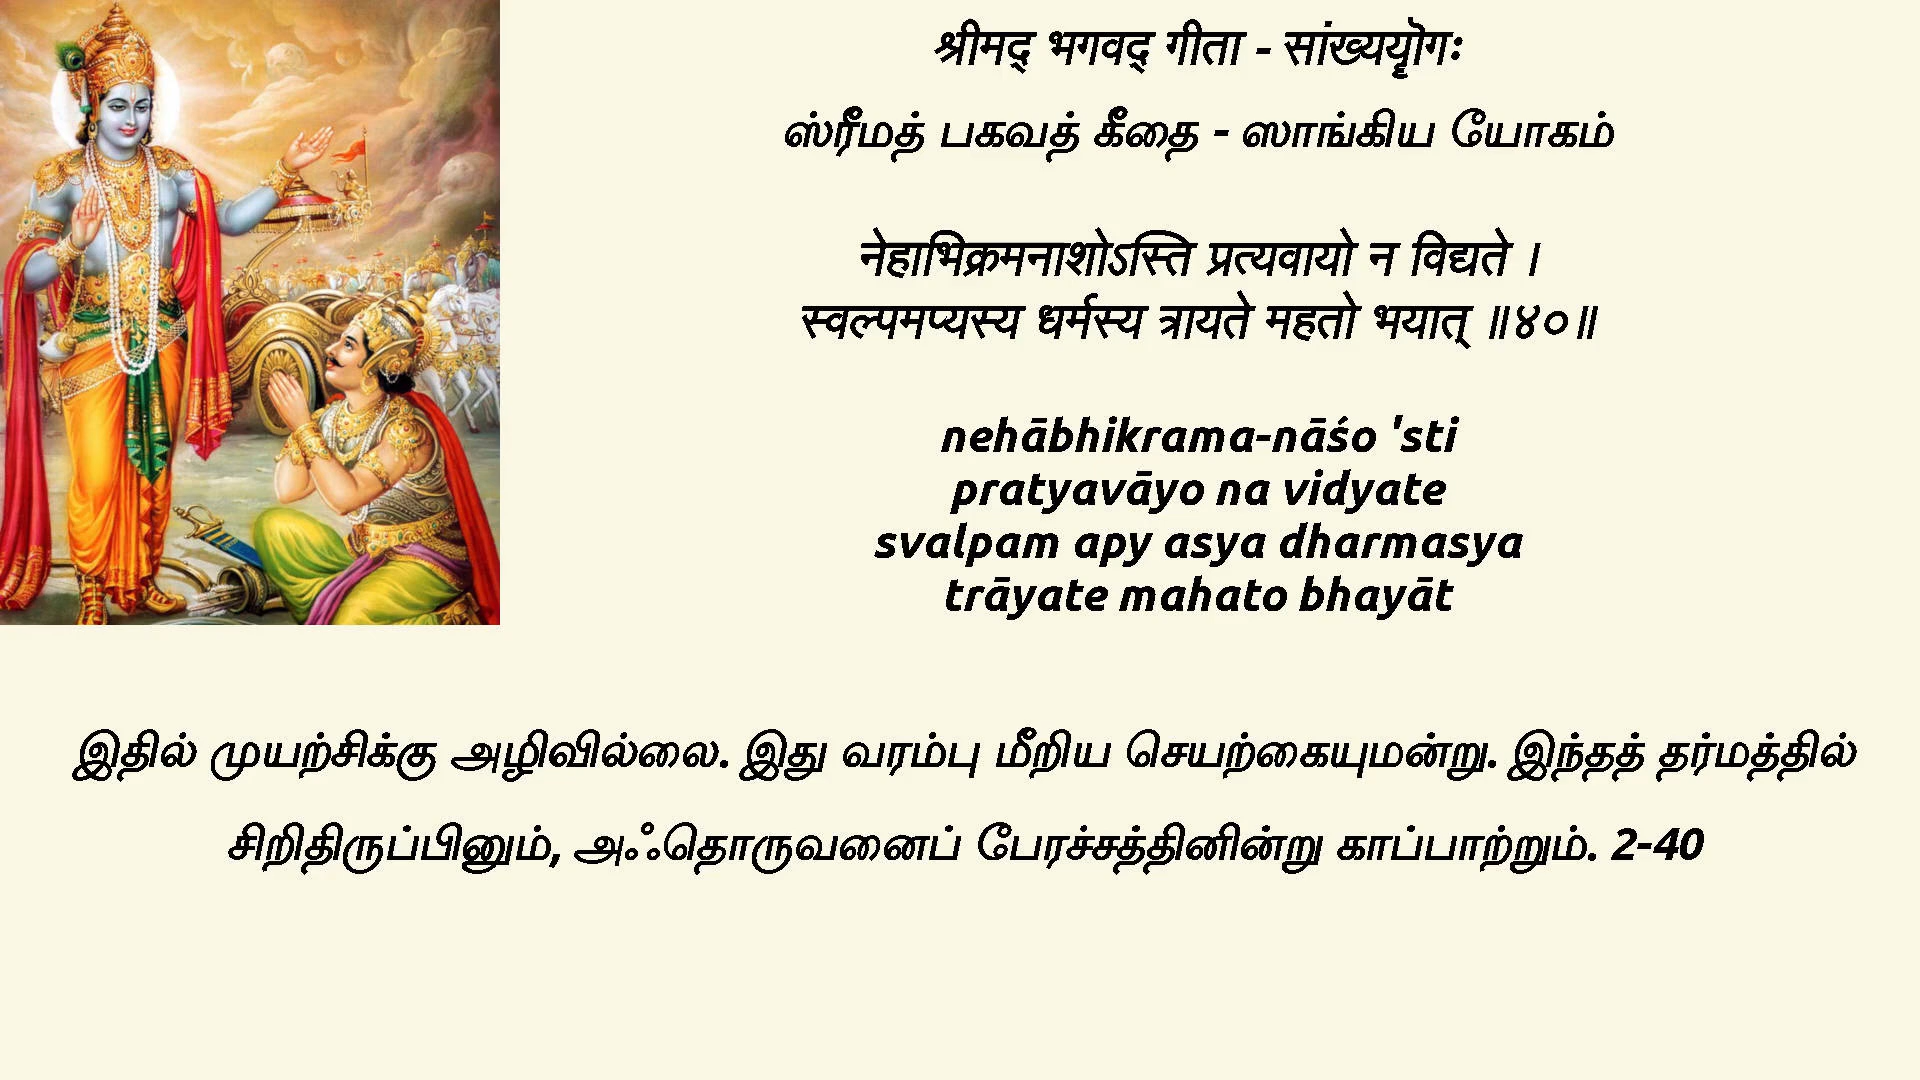 श्रीमद् भगवद् गीता - सांख्ययॄॊगः
ஸ்ரீமத் பகவத் கீதை - ஸாங்கிய யோகம்
नेहाभिक्रमनाशोऽस्ति प्रत्यवायो न विद्यते ।
स्वल्पमप्यस्य धर्मस्य त्रायते महतो भयात् ॥४०॥
nehābhikrama-nāśo 'sti
pratyavāyo na vidyate
svalpam apy asya dharmasya
trāyate mahato bhayāt
இதில் முயற்சிக்கு அழிவில்லை. இது வரம்பு மீறிய செயற்கையுமன்று. இந்தத் தர்மத்தில்
சிறிதிருப்பினும், அஃதொருவனைப் பேரச்சத்தினின்று காப்பாற்றும். 2-40